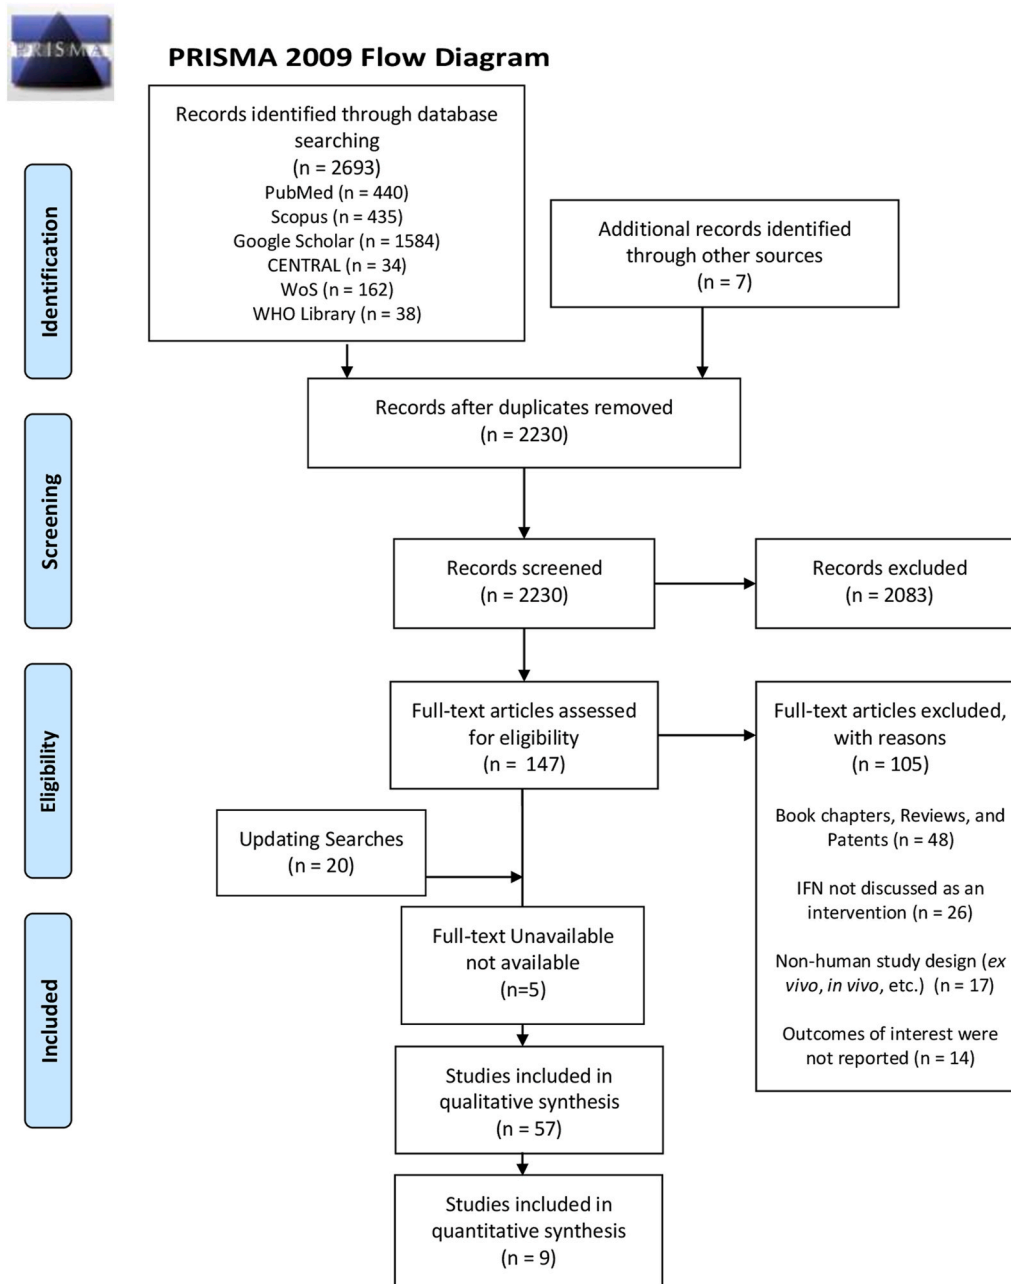 PRISMA
PRISMA 2009 Flow Diagram
Identification
Records identified through database
searching
(n = 2693)
PubMed (n = 440)
Scopus (n = 435)
Google Scholar (n = 1584)
CENTRAL (n = 34)
WoS (n = 162)
WHO Library (n = 38)
Additional records identified
through other sources
(n = 7)
Records after duplicates removed
(n = 2230)
Screening
Records screened
(n = 2230)
Records excluded
(n = 2083)
Eligibility
Full-text articles assessed
for eligibility
(n = 147)
Full-text articles excluded,
with reasons
(n = 105)
Book chapters, Reviews, and
Patents (n = 48)
IFN not discussed as an
intervention (n = 26)
Non-human study design (ex
vivo, in vivo, etc.) (n = 17)
Outcomes of interest were
not reported (n = 14)
Updating Searches
(n = 20)
Included
Full-text Unavailable
not available
(n=5)
Studies included in
qualitative synthesis
(n = 57)
Studies included in
quantitative synthesis
(n = 9)